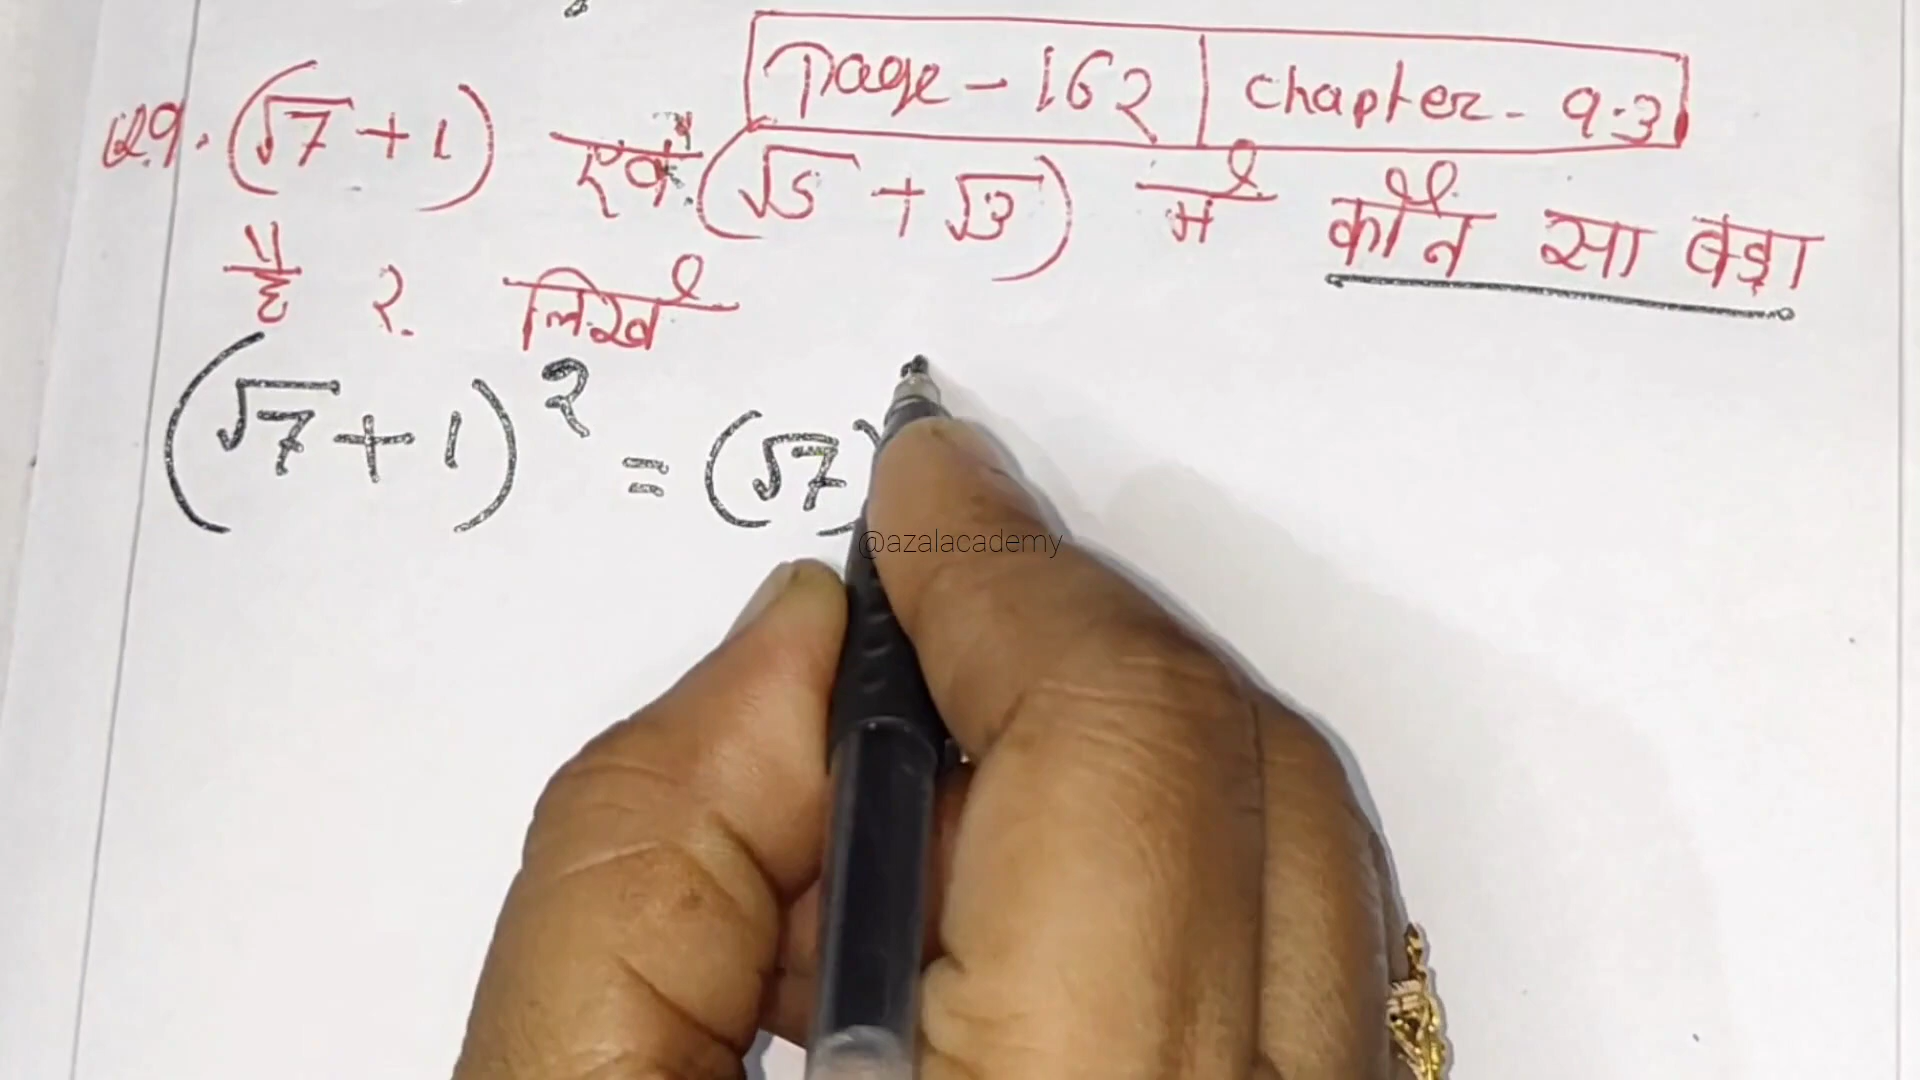 Page - 162 | Chapter - 9.3
Q9. (√7 + 1) एवं (√5 + √3) में कौन सा बड़ा
है ? लिखें
(√7 + 1)² = (√7)
@azalacademy